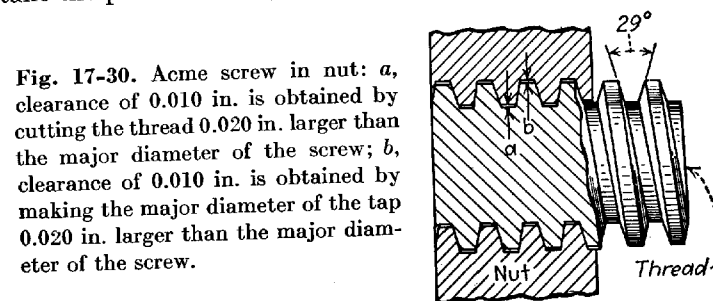 Fig. 17-30. Acme screw in nut: a,
clearance of 0.010 in. is obtained by
cutting the thread 0.020 in. larger than
the major diameter of the screw; b,
clearance of 0.010 in. is obtained by
making the major diameter of the tap
0.020 in. larger than the major diam-
eter of the screw.
29°
b
a
Nut
Thread